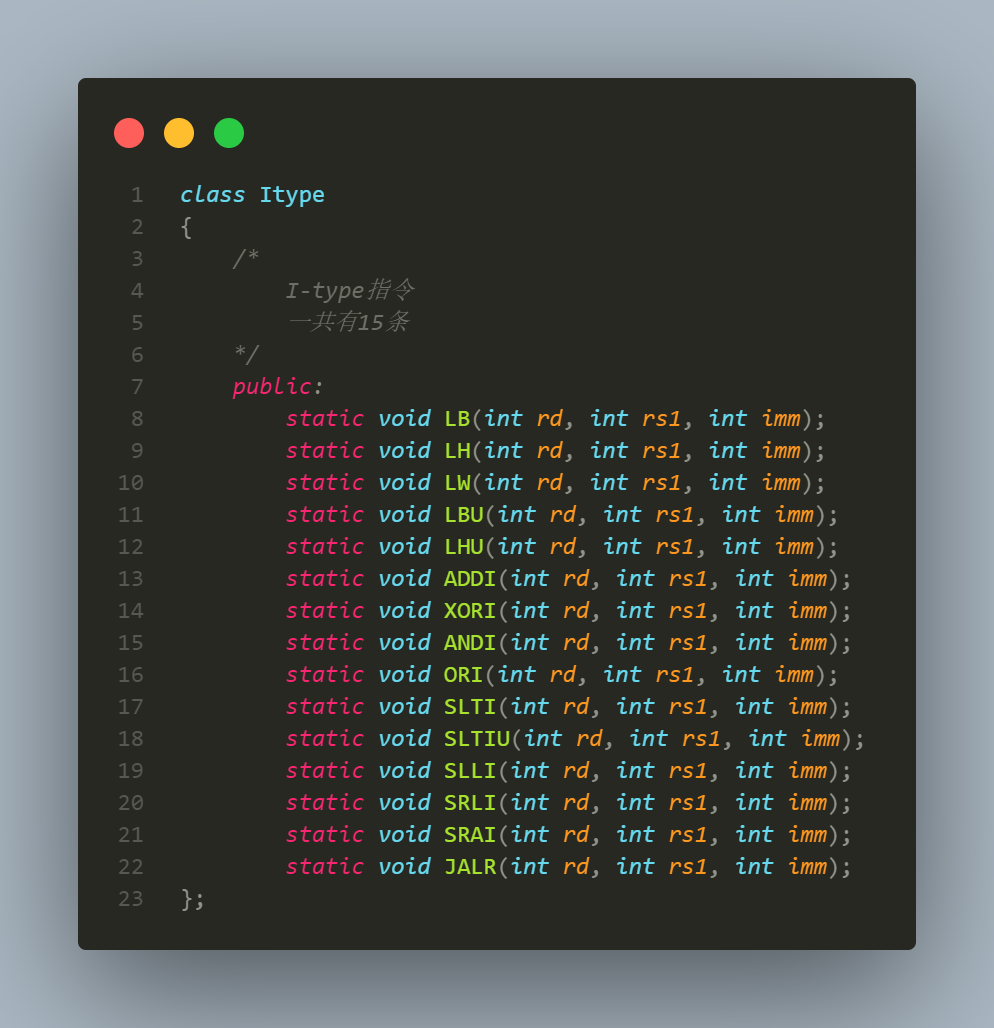 1 class Itype
2 {
3     /*
4         I-type指令
5         一共有15条
6     */
7     public:
8         static void LB(int rd, int rs1, int imm);
9         static void LH(int rd, int rs1, int imm);
10         static void LW(int rd, int rs1, int imm);
11         static void LBU(int rd, int rs1, int imm);
12         static void LHU(int rd, int rs1, int imm);
13         static void ADDI(int rd, int rs1, int imm);
14         static void XORI(int rd, int rs1, int imm);
15         static void ANDI(int rd, int rs1, int imm);
16         static void ORI(int rd, int rs1, int imm);
17         static void SLTI(int rd, int rs1, int imm);
18         static void SLTIU(int rd, int rs1, int imm);
19         static void SLLI(int rd, int rs1, int imm);
20         static void SRLI(int rd, int rs1, int imm);
21         static void SRAI(int rd, int rs1, int imm);
22         static void JALR(int rd, int rs1, int imm);
23 };